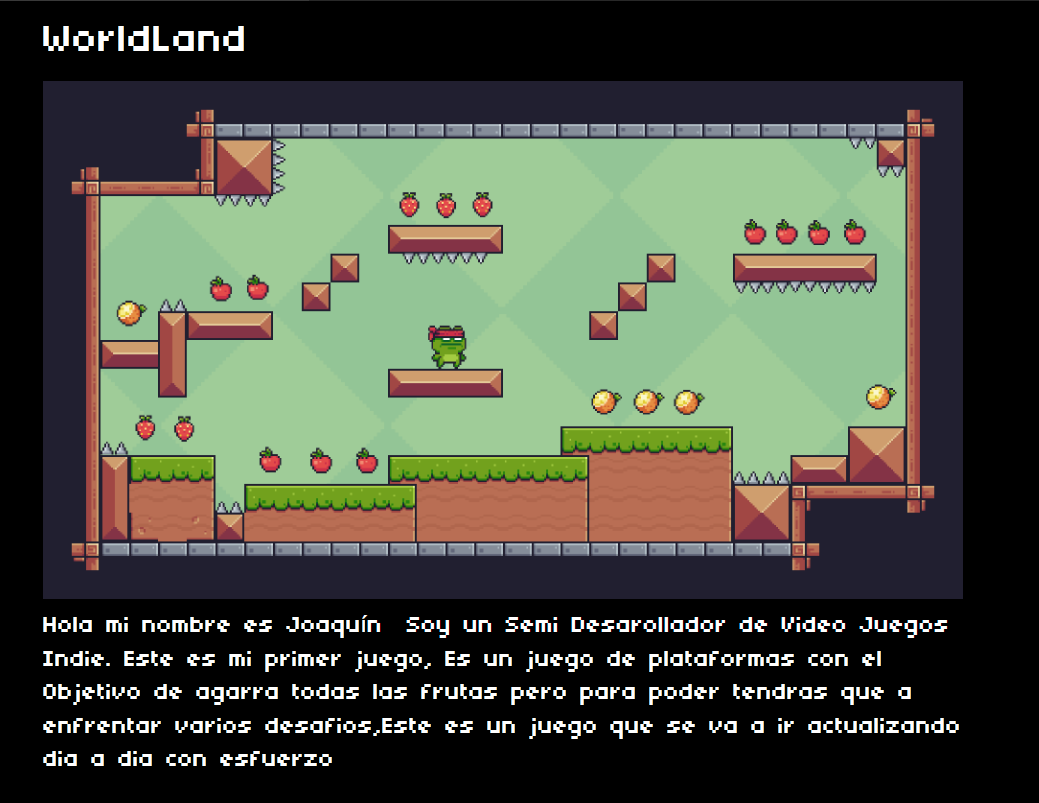 WorldLand
Hola mi nombre es Joaquín  Soy un Semi Desarollador de Video Juegos
Indie. Este es mi primer juego, Es un juego de plataformas con el
Objetivo de agarra todas las frutas pero para poder tendras que a
enfrentar varios desafios,Este es un juego que se va a ir actualizando
dia a dia con esfuerzo